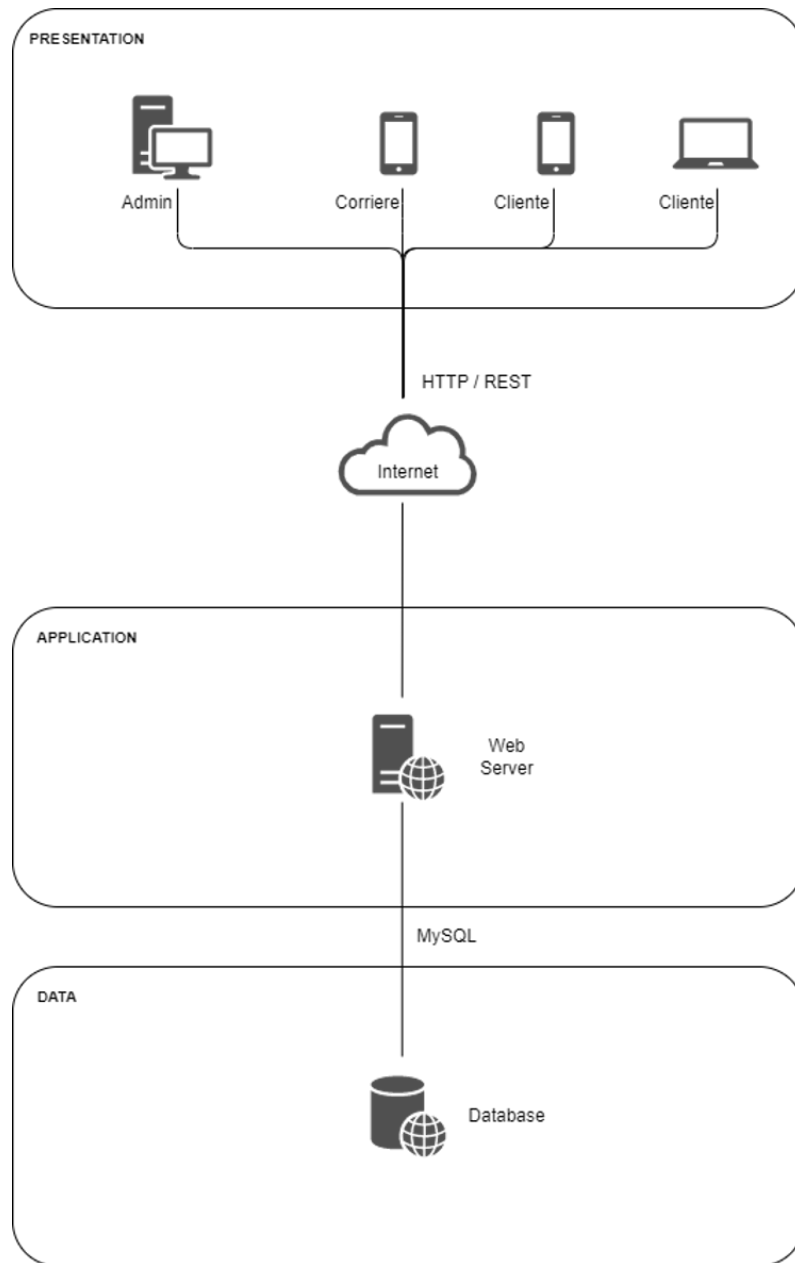 PRESENTATION
Admin
Corriere
Cliente
Cliente
HTTP / REST
Internet
APPLICATION
Web
Server
MySQL
DATA
Database